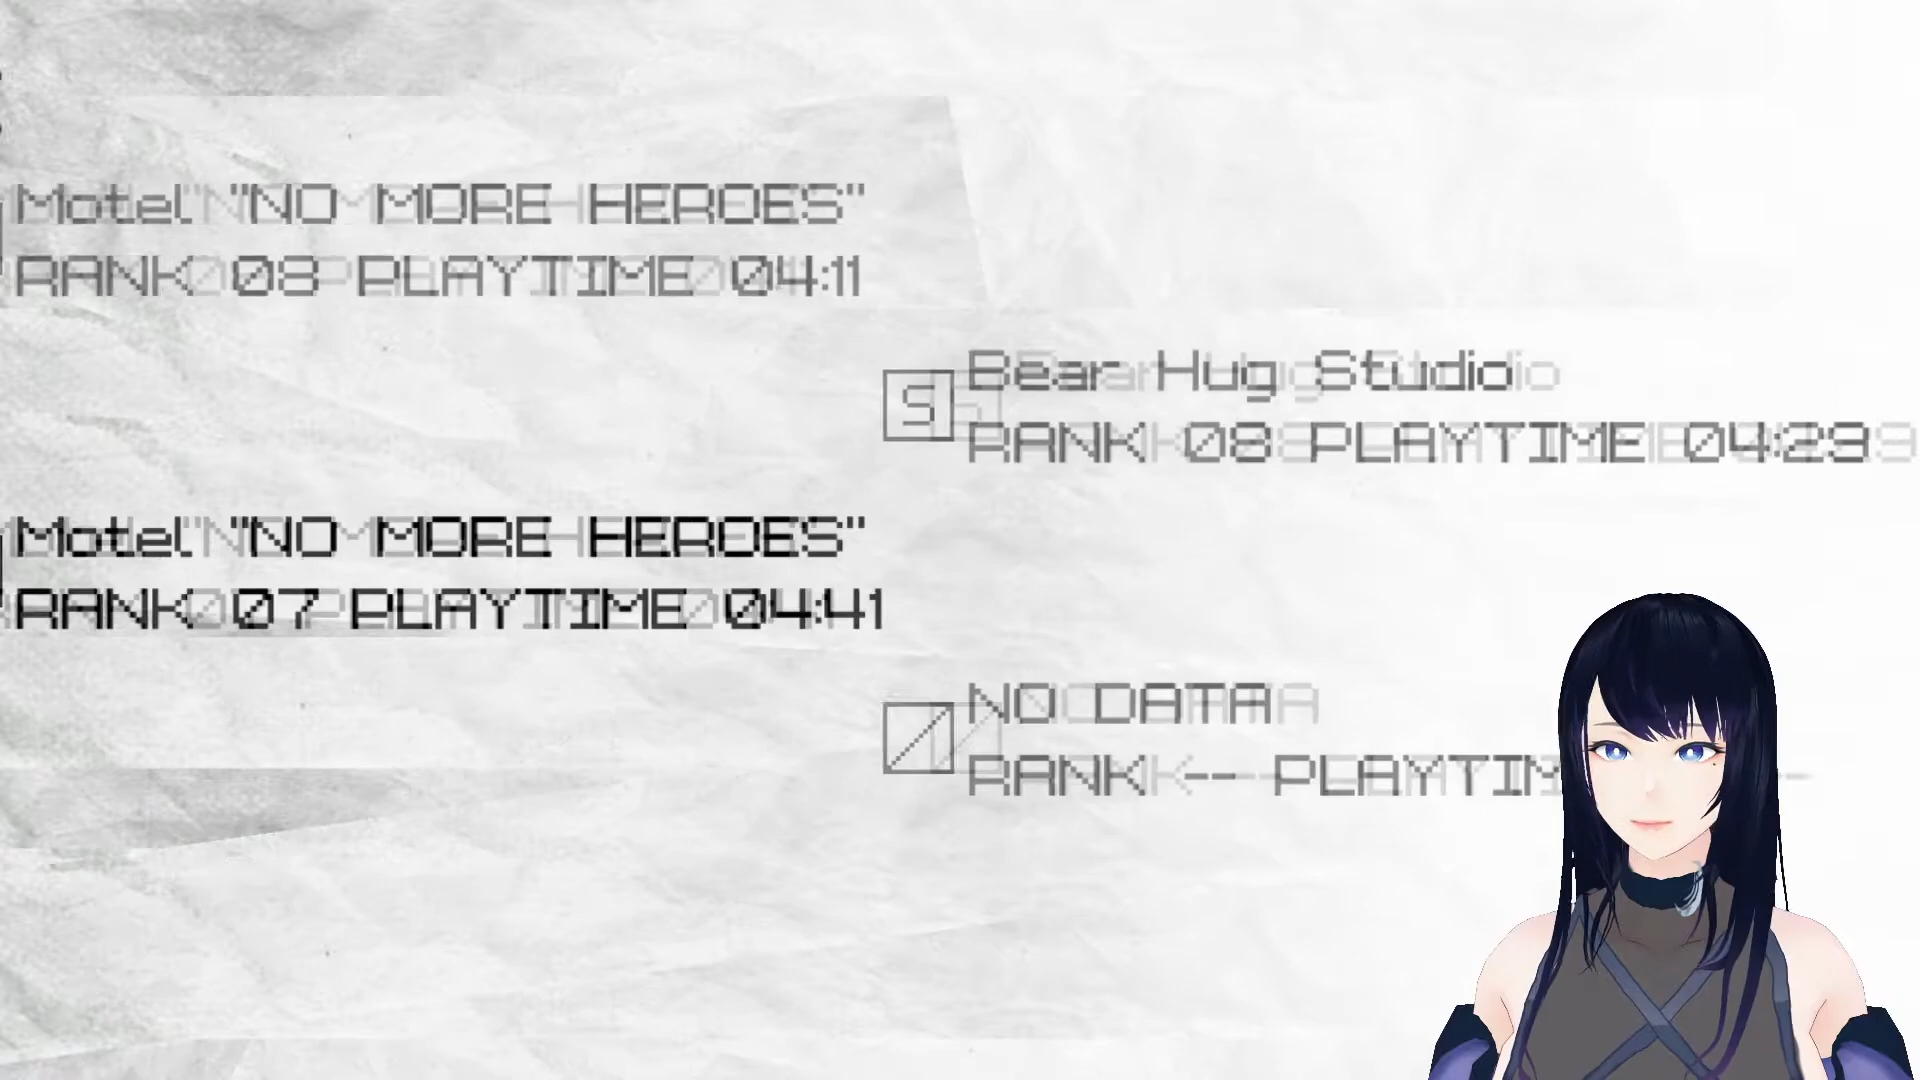 Motel "NO MORE HEROES"
RANK 08 PLAYTIME 04:11
S
Bear Hug Studio
RANK 08 PLAYTIME 04:29
Motel "NO MORE HEROES"
RANK 07 PLAYTIME 04:41
NO DATA
RANK --